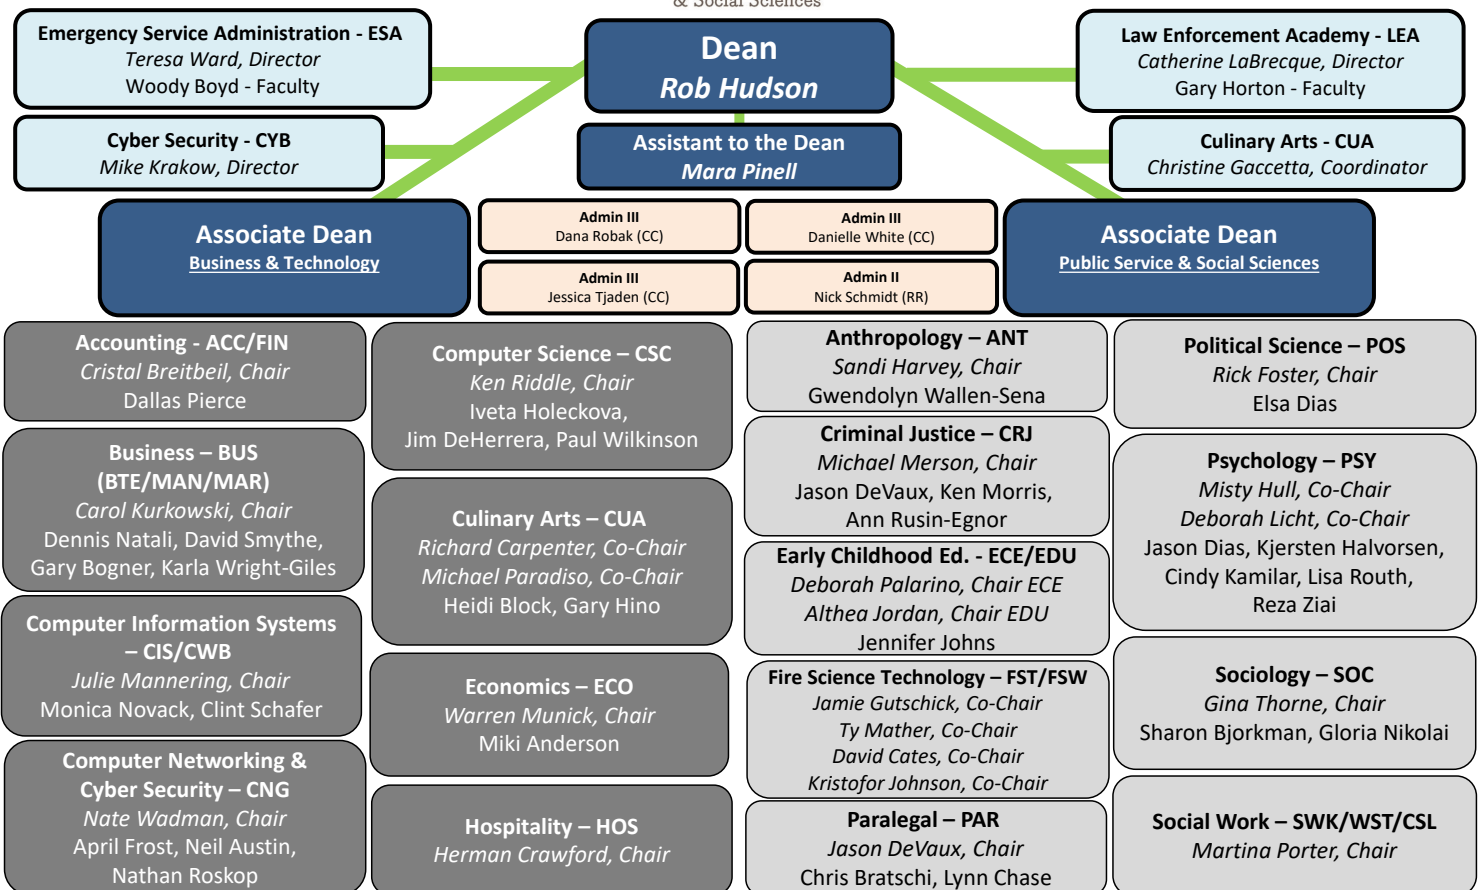 & Social Sciences
Emergency Service Administration - ESA
Teresa Ward, Director
Woody Boyd - Faculty
Dean
Rob Hudson
Law Enforcement Academy - LEA
Catherine LaBrecque, Director
Gary Horton - Faculty
Cyber Security - CYB
Mike Krakow, Director
Assistant to the Dean
Mara Pinell
Culinary Arts - CUA
Christine Gaccetta, Coordinator
Associate Dean
Business & Technology
Admin III
Dana Robak (CC)
Admin III
Danielle White (CC)
Admin III
Jessica Tjaden (CC)
Admin II
Nick Schmidt (RR)
Associate Dean
Public Service & Social Sciences
Accounting - ACC/FIN
Cristal Breitbeil, Chair
Dallas Pierce
Business – BUS
(BTE/MAN/MAR)
Carol Kurkowski, Chair
Dennis Natali, David Smythe,
Gary Bogner, Karla Wright-Giles
Computer Information Systems
– CIS/CWB
Julie Mannering, Chair
Monica Novack, Clint Schafer
Computer Networking &
Cyber Security – CNG
Nate Wadman, Chair
April Frost, Neil Austin,
Nathan Roskop
Computer Science – CSC
Ken Riddle, Chair
Iveta Holeckova,
Jim DeHerrera, Paul Wilkinson
Culinary Arts – CUA
Richard Carpenter, Co-Chair
Michael Paradiso, Co-Chair
Heidi Block, Gary Hino
Economics – ECO
Warren Munick, Chair
Miki Anderson
Hospitality – HOS
Herman Crawford, Chair
Anthropology – ANT
Sandi Harvey, Chair
Gwendolyn Wallen-Sena
Criminal Justice – CRJ
Michael Merson, Chair
Jason DeVaux, Ken Morris,
Ann Rusin-Egnor
Early Childhood Ed. - ECE/EDU
Deborah Palarino, Chair ECE
Althea Jordan, Chair EDU
Jennifer Johns
Fire Science Technology – FST/FSW
Jamie Gutschick, Co-Chair
Ty Mather, Co-Chair
David Cates, Co-Chair
Kristofor Johnson, Co-Chair
Paralegal – PAR
Jason DeVaux, Chair
Chris Bratschi, Lynn Chase
Political Science – POS
Rick Foster, Chair
Elsa Dias
Psychology – PSY
Misty Hull, Co-Chair
Deborah Licht, Co-Chair
Jason Dias, Kjersten Halvorsen,
Cindy Kamilar, Lisa Routh,
Reza Ziai
Sociology – SOC
Gina Thorne, Chair
Sharon Bjorkman, Gloria Nikolai
Social Work – SWK/WST/CSL
Martina Porter, Chair